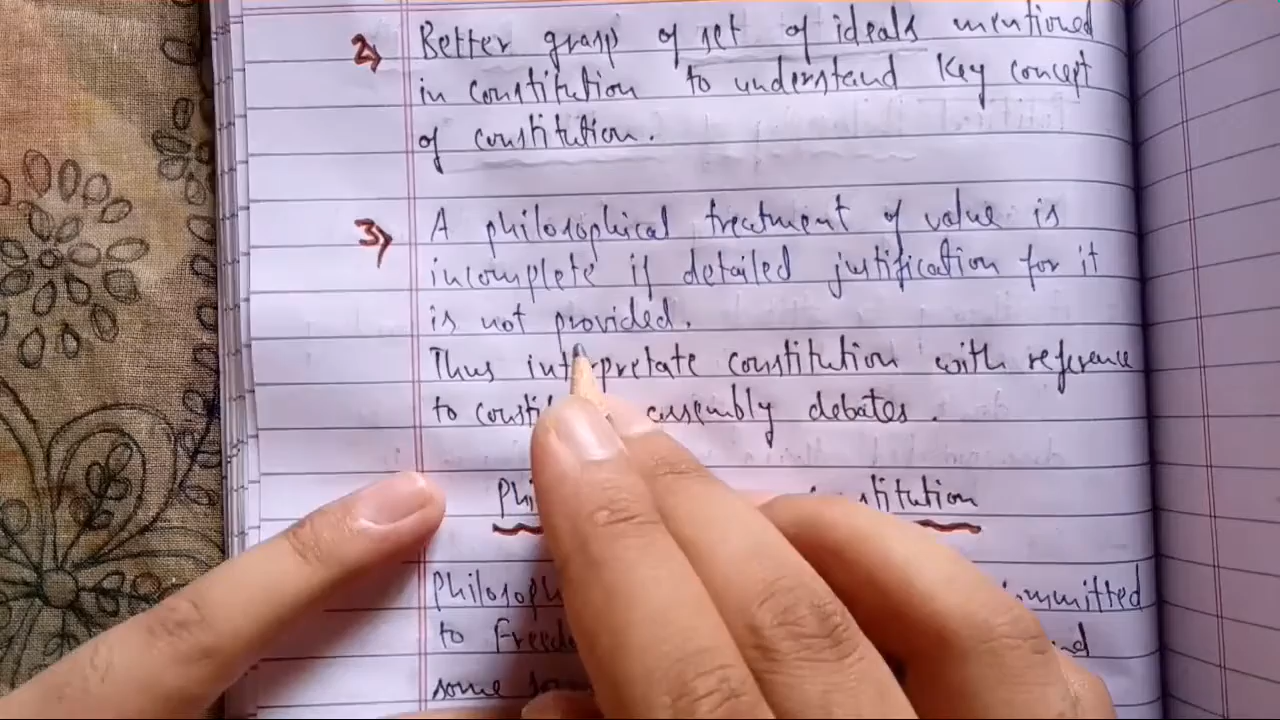 2) Better grasp of set of ideals mentioned
in constitution to understand key concept
of constitution.
3) A philosophical treatment of value is
incomplete if detailed justification for it
is not provided.
Thus interpretate constitution with reference
to assembly debates.
to
some